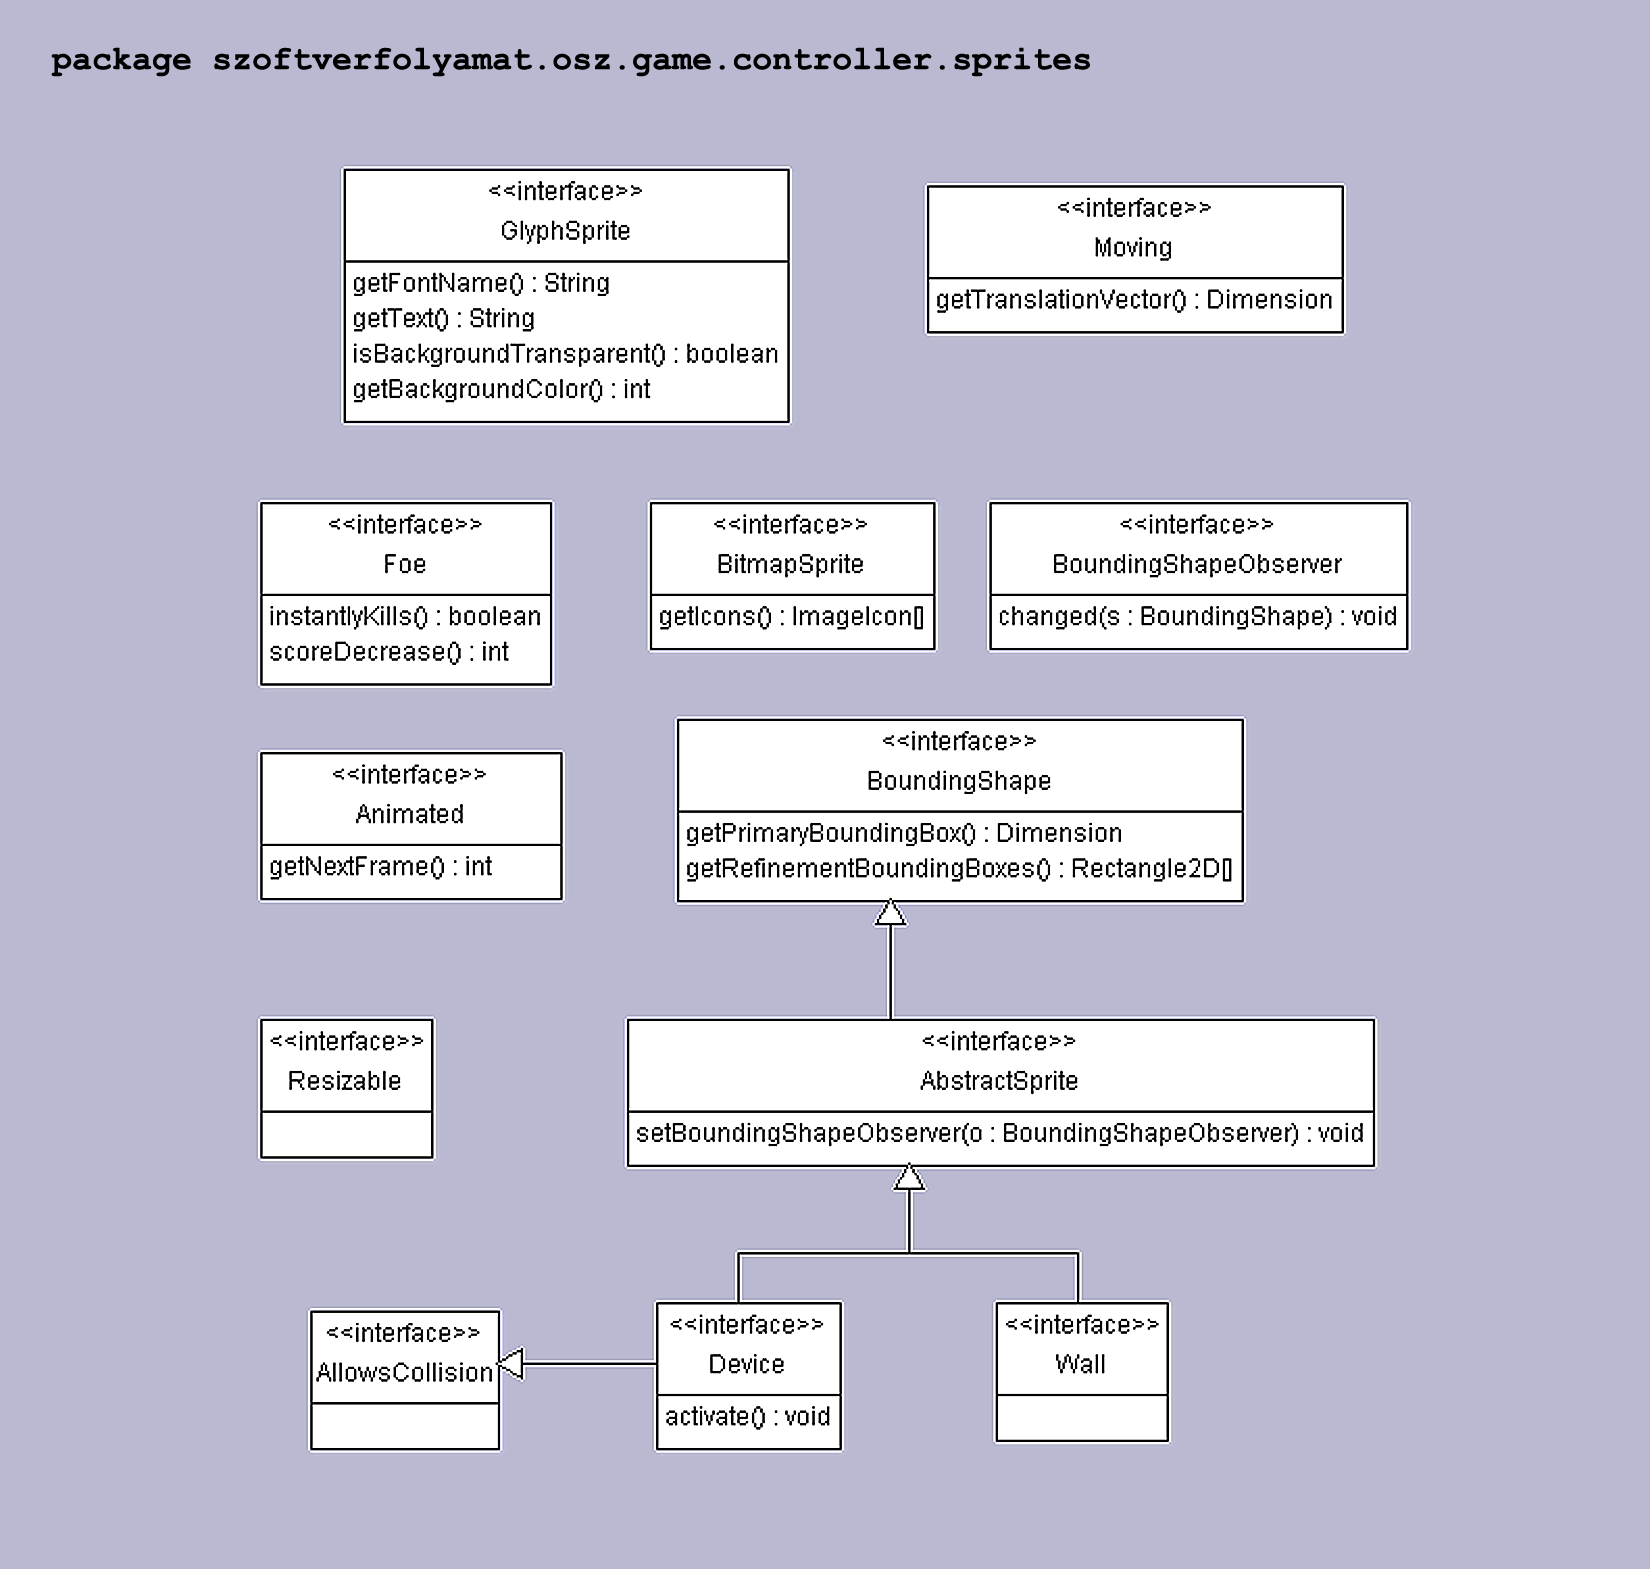 package szoftverfolyamat.osz.game.controller.sprites
<<interface>>
GlyphSprite
getFontName() : String
getText() : String
isBackgroundTransparent() : boolean
getBackgroundColor() : int
<<interface>>
Moving
getTranslationVector() : Dimension
<<interface>>
Foe
instantlyKills() : boolean
scoreDecrease() : int
<<interface>>
BitmapSprite
getIcons() : ImageIcon[]
<<interface>>
BoundingShapeObserver
changed(s : BoundingShape) : void
<<interface>>
Animated
getNextFrame() : int
<<interface>>
BoundingShape
getPrimaryBoundingBox() : Dimension
getRefinementBoundingBoxes() : Rectangle2D[]
<<interface>>
Resizable
<<interface>>
AbstractSprite
setBoundingShapeObserver(o : BoundingShapeObserver) : void
<<interface>>
AllowsCollision
<<interface>>
Device
activate() : void
<<interface>>
Wall